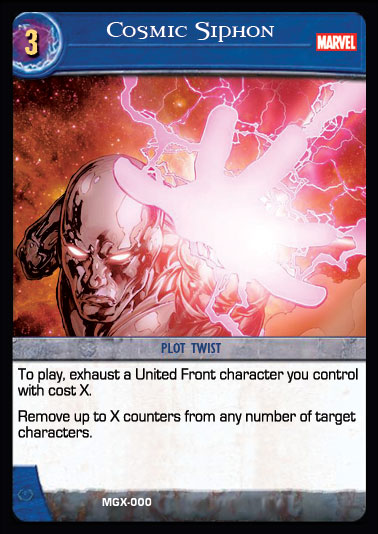 Cosmic Siphon
3
MARVEL
PLOT TWIST
To play, exhaust a United Front character you control
with cost X.
Remove up to X counters from any number of target
characters.
MGX-000